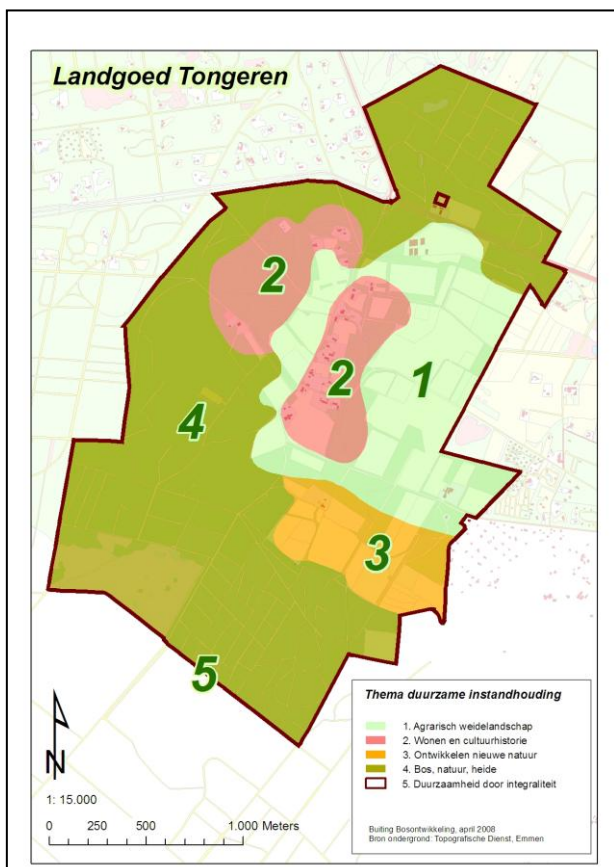 Landgoed Tongeren
2
2
1
4
3
5
N
1: 15.000
0 250 500 1.000 Meters
Thema duurzame instandhouding
1. Agrarisch weidelandschap
2. Wonen en cultuurhistorie
3. Ontwikkelen nieuwe natuur
4. Bos, natuur, heide
5. Duurzaamheid door integraliteit
Buiting Bosontwikkeling, april 2008
Bron ondergrond: Topografische Dienst, Emmen